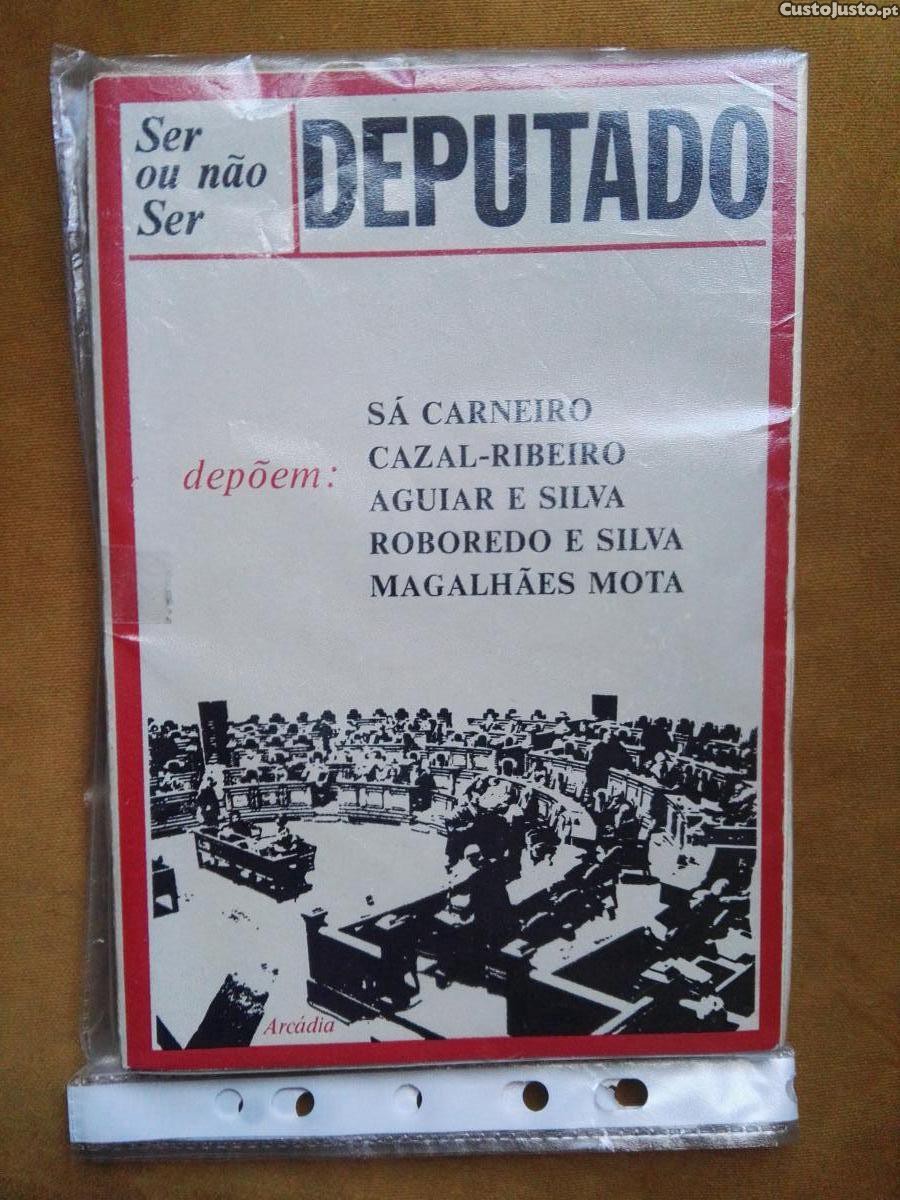 CustoJusto.pt
Ser
ou não
Ser
DEPUTADO
depõem:
SÁ CARNEIRO
CAZAL-RIBEIRO
AGUIAR E SILVA
ROBOREDO E SILVA
MAGALHÃES MOTA
Arcádia